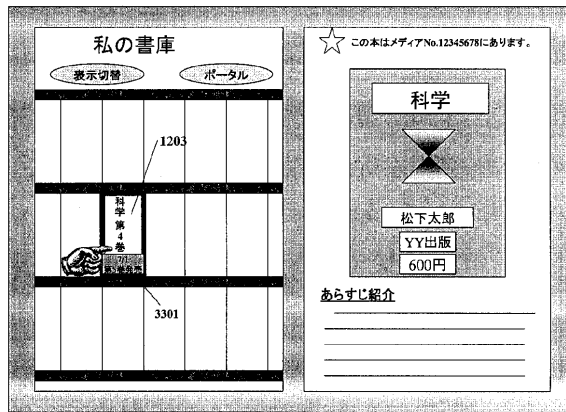 私の書庫
表示切替
ポータル
1203
科学第4巻
3301
この本はメディアNo.12345678にあります。
科学
松下太郎
YY出版
600円
あらすじ紹介